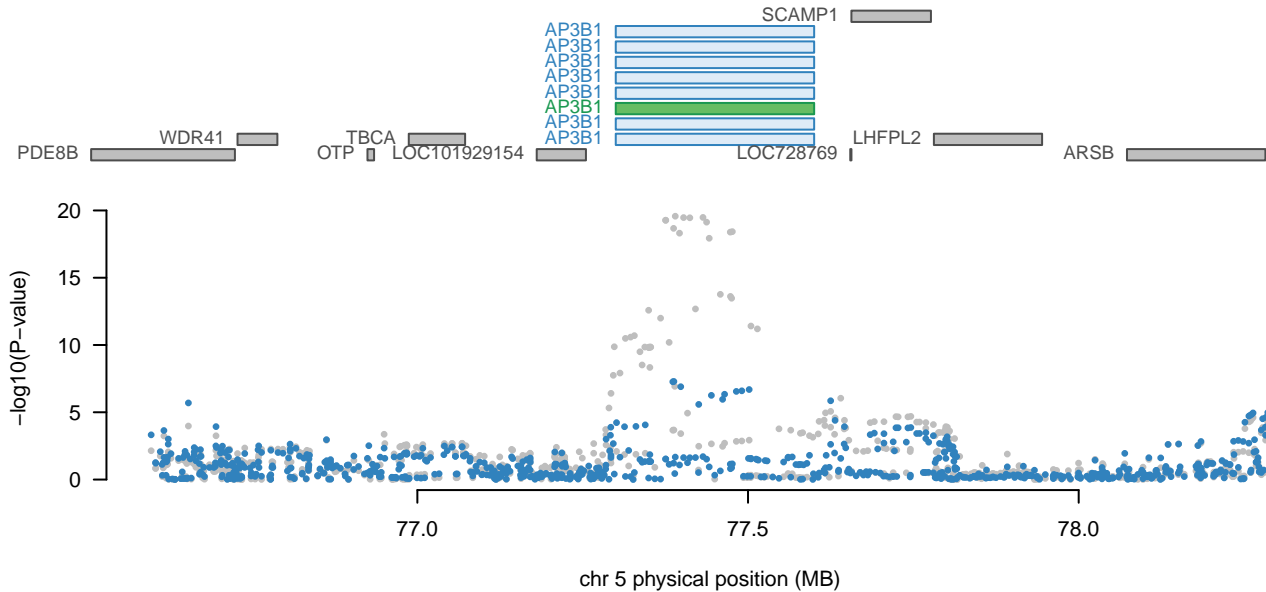 SCAMP1
AP3B1
AP3B1
AP3B1
AP3B1
AP3B1
AP3B1
AP3B1
WDR41 TBCA AP3B1 LHFPL2
PDE8B OTP LOC101929154 LOC728769 ARSB
20
15
10
5
0
−log10(P−value)
77.0 77.5 78.0
chr 5 physical position (MB)